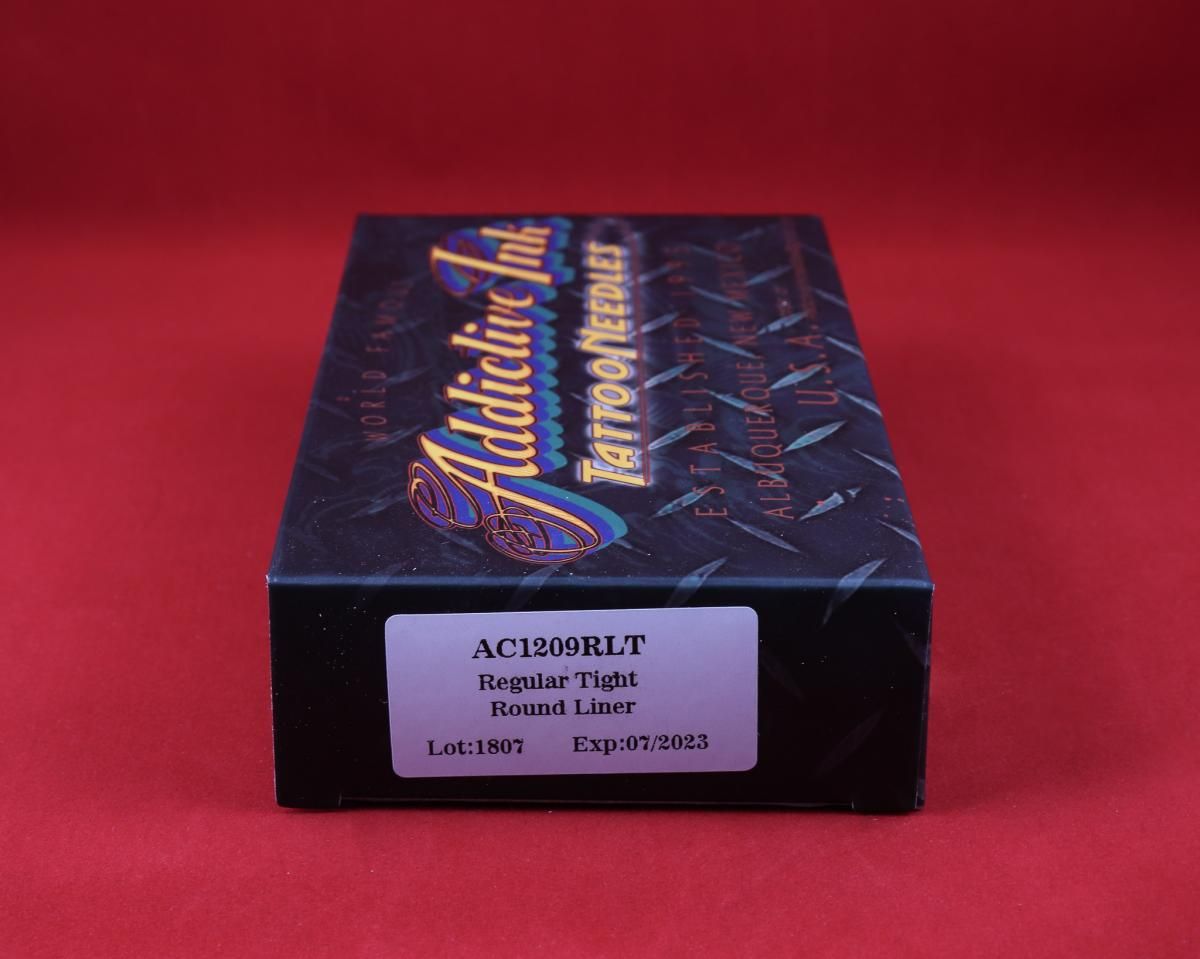 WORLD FAMOUS
Addictive Ink
TATTOO NEEDLES
ESTABLISHED 1995
ALBUQUERQUE, NEW MEXICO
U.S.A.
AC1209RLT
Regular Tight
Round Liner
Lot:1807 Exp:07/2023